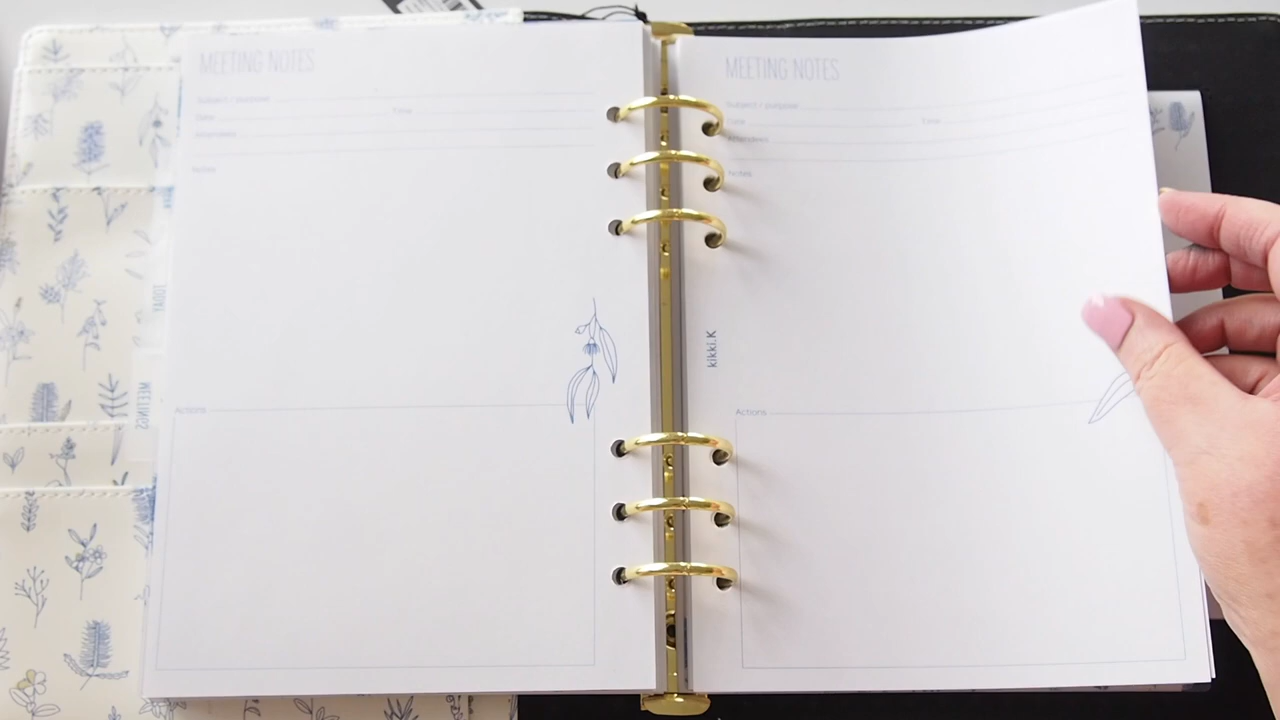 MEETING NOTES
Subject / purpose
Date Time
Attendees
Notes
Actions
TODAY
MEETINGS
MEETING NOTES
Subject / purpose
Date Time
Attendees
Notes
kikki.K
Actions